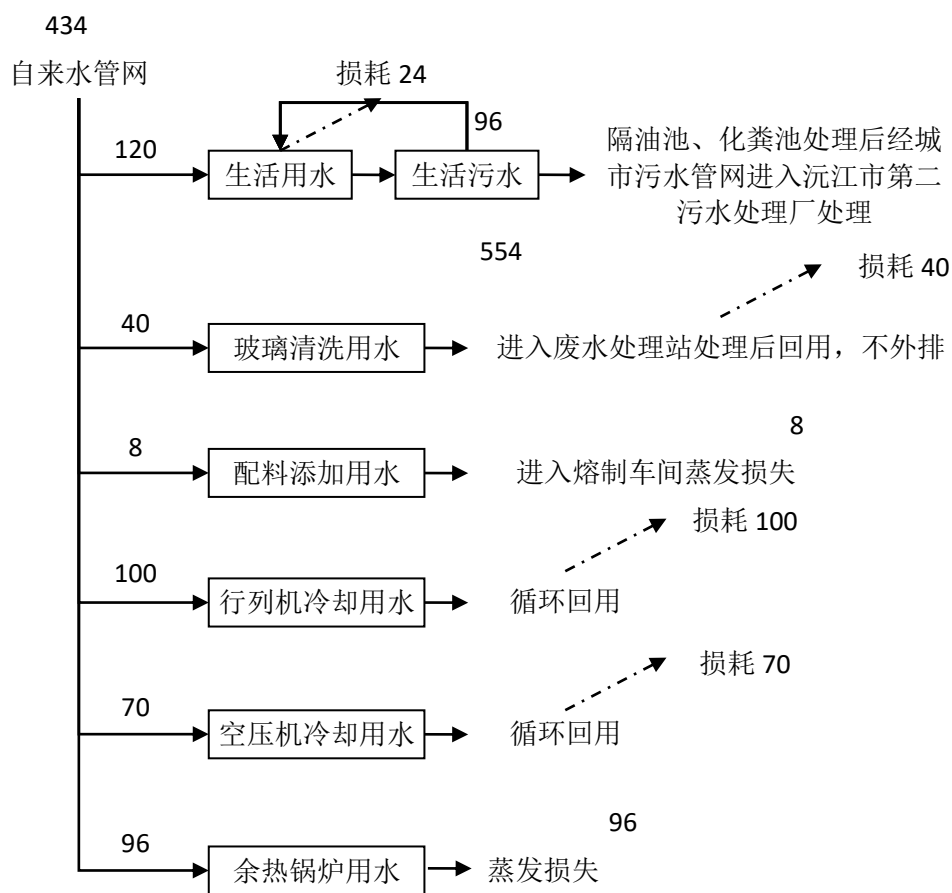 434
自来水管网
损耗 24
96
120
生活用水
生活污水
隔油池、化粪池处理后经城
市污水管网进入沅江市第二
污水处理厂处理
554
损耗 40
40
玻璃清洗用水
进入废水处理站处理后回用，不外排
8
8
配料添加用水
进入熔制车间蒸发损失
损耗 100
100
行列机冷却用水
循环回用
损耗 70
70
空压机冷却用水
循环回用
96
96
余热锅炉用水
蒸发损失